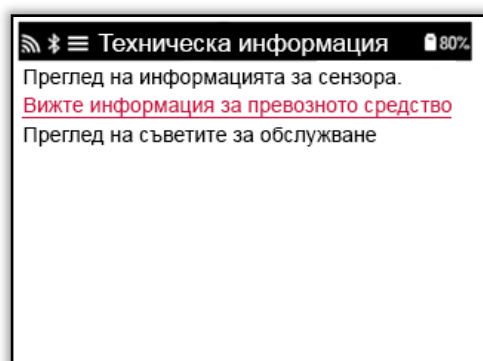 Техническа информация 80%
Преглед на информацията за сензора.
Вижте информация за превозното средство
Преглед на съветите за обслужване